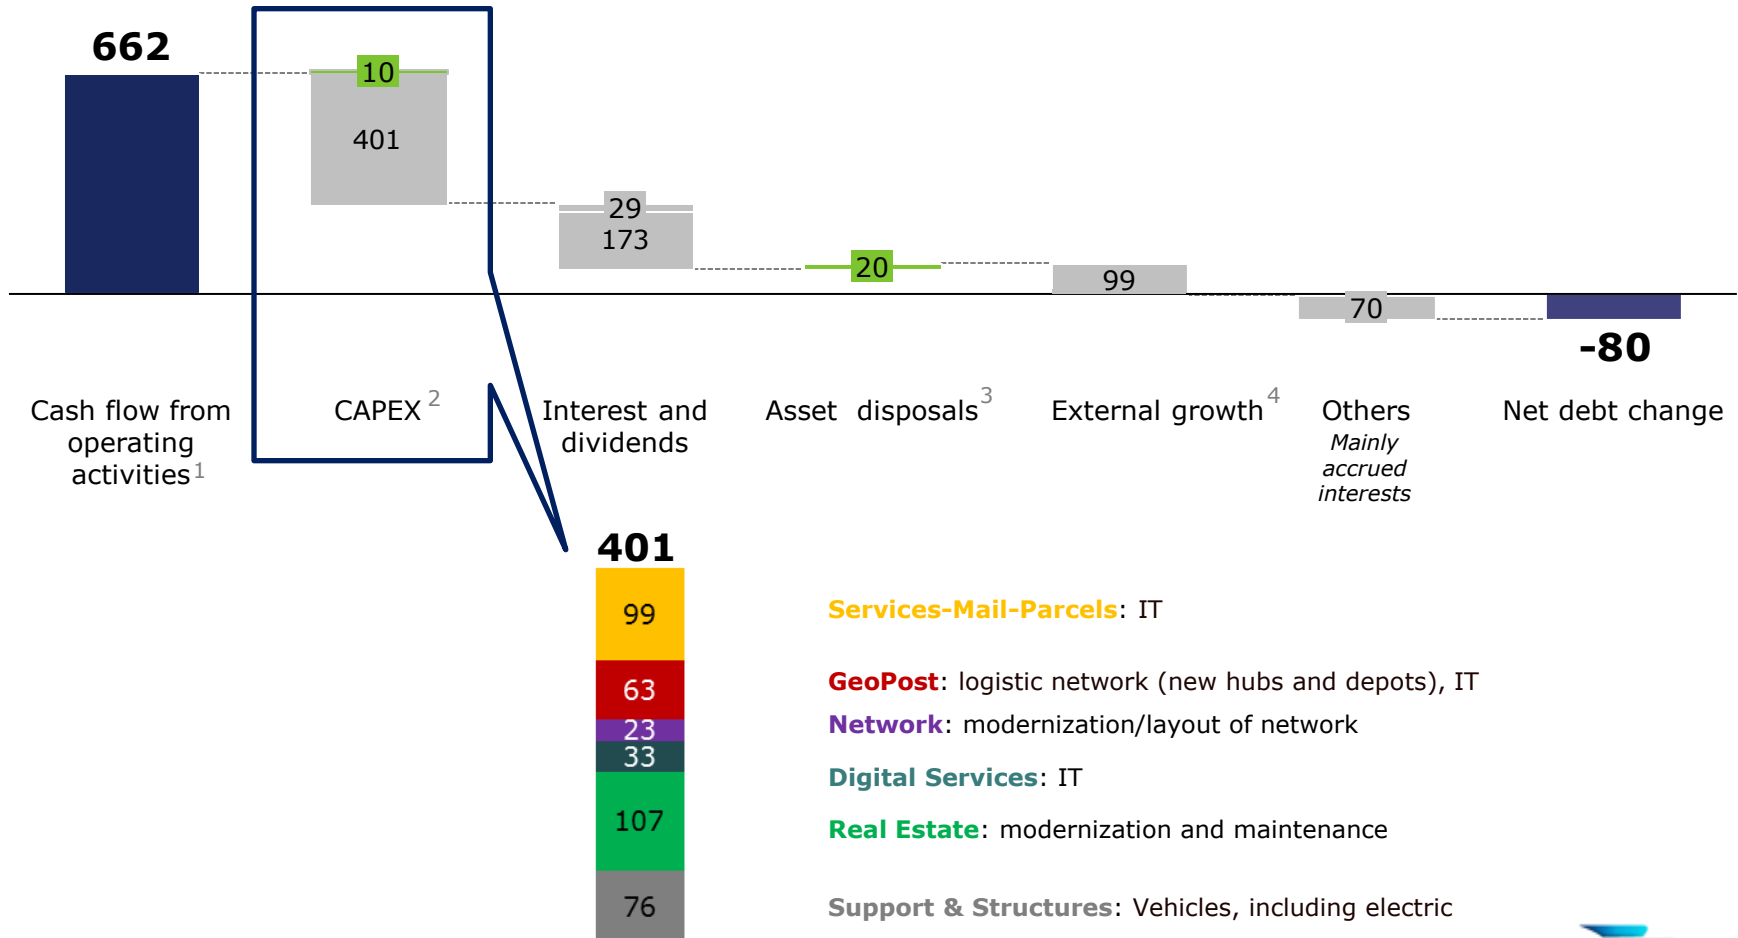 662
10
401
29
173
20
99
70
-80
Cash flow from
operating
activities 1
CAPEX 2
Interest and
dividends
Asset disposals 3
External growth 4
Others
Mainly
accrued
interests
Net debt change
401
99
Services-Mail-Parcels: IT
63
GeoPost: logistic network (new hubs and depots), IT
23
Network: modernization/layout of network
33
Digital Services: IT
107
Real Estate: modernization and maintenance
76
Support & Structures: Vehicles, including electric